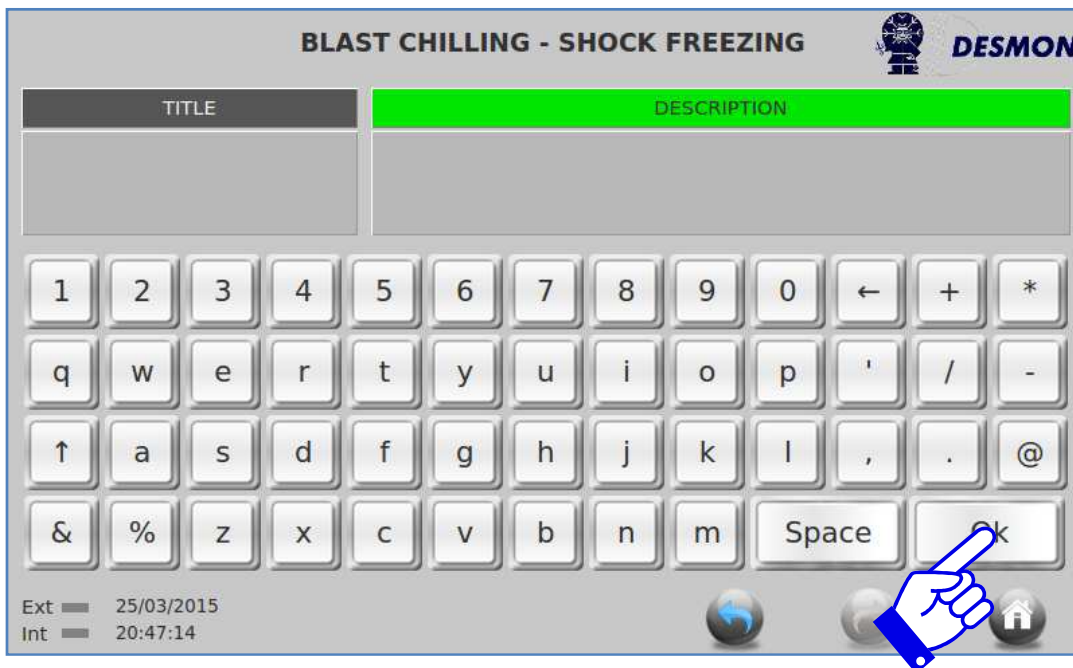 BLAST CHILLING - SHOCK FREEZING
DESMON
TITLE DESCRIPTION
1 2 3 4 5 6 7 8 9 0 ← + *
q w e r t y u i o p ' / -
↑ a s d f g h j k l , . @
& % z x c v b n m Space Ok
Ext 25/03/2015
Int 20:47:14